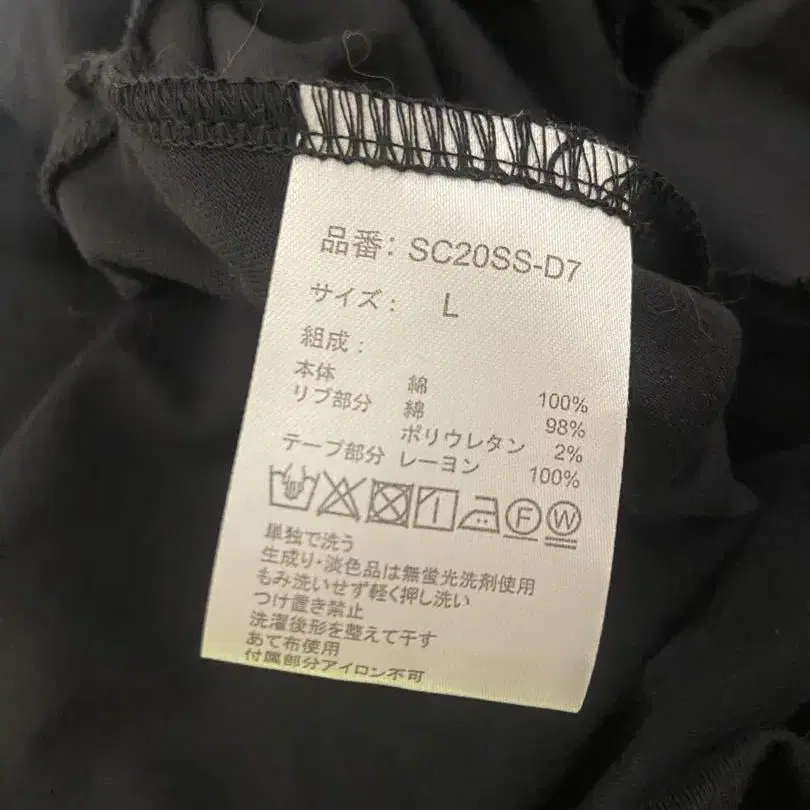 品番: SC20SS-D7
サイズ: L
組成:
本体 綿 100%
リブ部分 綿 98%
ポリウレタン 2%
テープ部分 レーヨン 100%
F W
単独で洗う
生成り・淡色品は無蛍光洗剤使用
もみ洗いせず軽く押し洗い
つけ置き禁止
洗濯後形を整えて干す
あて布使用
付属部分アイロン不可